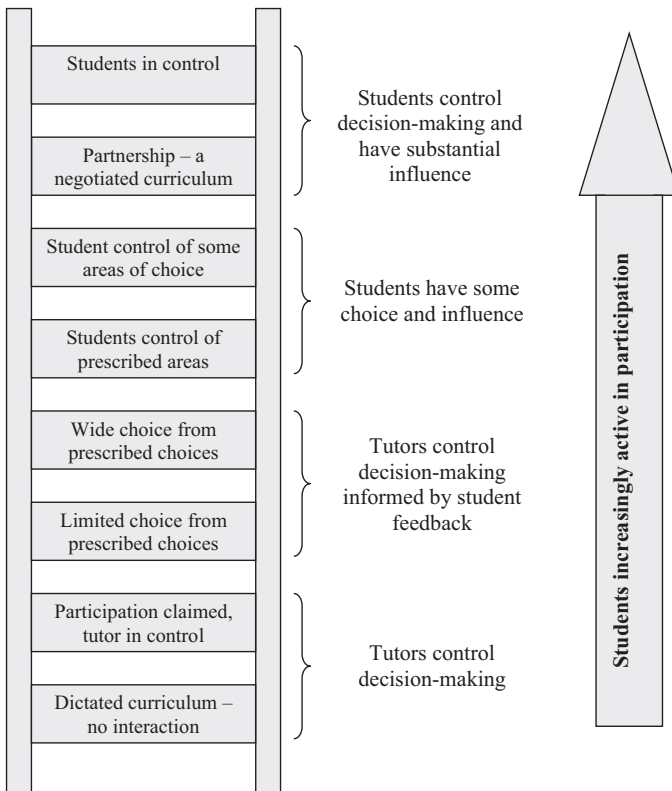 Students in control
Partnership – a
negotiated curriculum
Students control
decision-making and
have substantial
influence
Student control of some
areas of choice
Students control of
prescribed areas
Students have some
choice and influence
Wide choice from
prescribed choices
Limited choice from
prescribed choices
Tutors control
decision-making
informed by student
feedback
Participation claimed,
tutor in control
Dictated curriculum –
no interaction
Tutors control
decision-making
Students increasingly active in participation